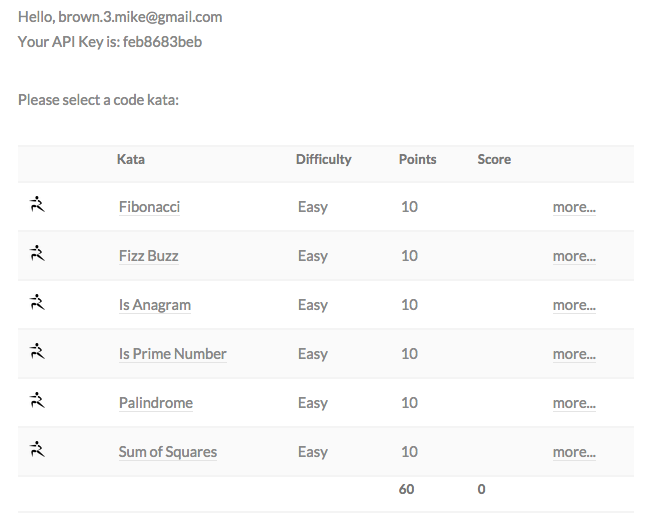 Hello, brown.3.mike@gmail.com
Your API Key is: feb8683beb
Please select a code kata:
Kata Difficulty Points Score
Fibonacci Easy 10 more...
Fizz Buzz Easy 10 more...
Is Anagram Easy 10 more...
Is Prime Number Easy 10 more...
Palindrome Easy 10 more...
Sum of Squares Easy 10 more...
60 0